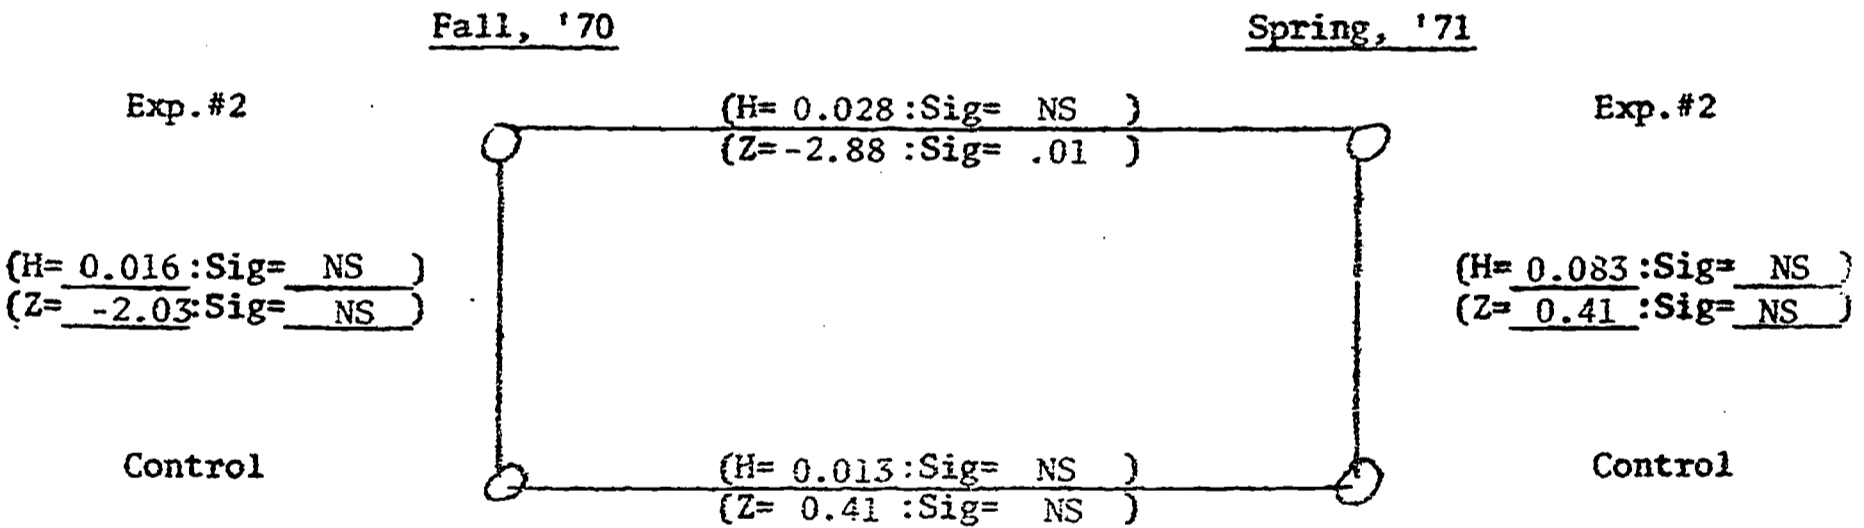 Fall, '70 Spring, '71
Exp.#2 (H= 0.028 :Sig= NS ) Exp.#2
(Z= -2.88 :Sig= .01 )
(H= 0.016 :Sig= NS ) (H= 0.083 :Sig= NS )
(Z= -2.03 :Sig= NS ) (Z= 0.41 :Sig= NS )
Control (H= 0.013 :Sig= NS ) Control
(Z= 0.41 :Sig= NS )